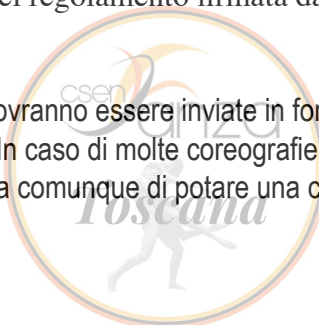 el regolamento firmata da
csen
Danza
ovranno essere inviate in for
In caso di molte coreografie
a comunque di potare una c
Toscana